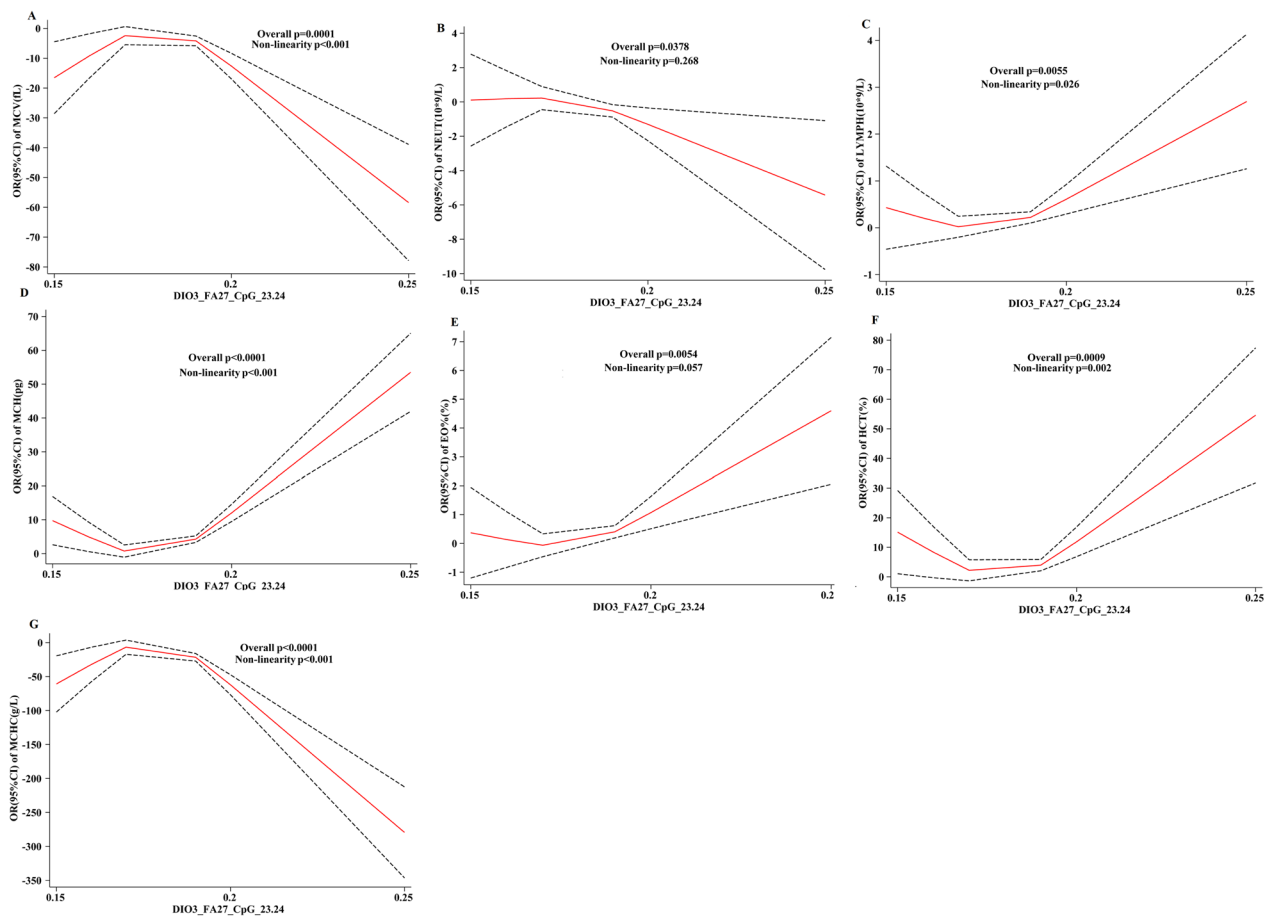 A
Overall p=0.0001
Non-linearity p<0.001
OR(95%CI) of MCV(fL)
0
-10
-20
-30
-40
-50
-60
-70
-80
0.15
0.2
0.25
DIO3_FA27_CpG_23.24
B
Overall p=0.0378
Non-linearity p=0.268
OR(95%CI) of NEUT(10*9/L)
4
2
0
-2
-4
-6
-8
-10
0.15
0.2
0.25
DIO3_FA27_CpG_23.24
C
Overall p=0.0055
Non-linearity p=0.026
OR(95%CI) of LYMPH(10*9/L)
4
3
2
1
0
-1
0.15
0.2
0.25
DIO3_FA27_CpG_23.24
D
Overall p<0.0001
Non-linearity p<0.001
OR(95%CI) of MCH(pg)
70
60
50
40
30
20
10
0
0.15
0.2
0.25
DIO3_FA27_CpG_23.24
E
Overall p=0.0054
Non-linearity p=0.057
OR(95%CI) of EO%(%)
7
6
5
4
3
2
1
0
-1
0.15
0.2
0.2
DIO3_FA27_CpG_23.24
F
Overall p=0.0009
Non-linearity p=0.002
OR(95%CI) of HCT(%)
80
70
60
50
40
30
20
10
0
0.15
0.2
0.25
DIO3_FA27_CpG_23.24
G
Overall p<0.0001
Non-linearity p<0.001
OR(95%CI) of MCHC(g/L)
0
-50
-100
-150
-200
-250
-300
-350
0.15
0.2
0.25
DIO3_FA27_CpG_23.24